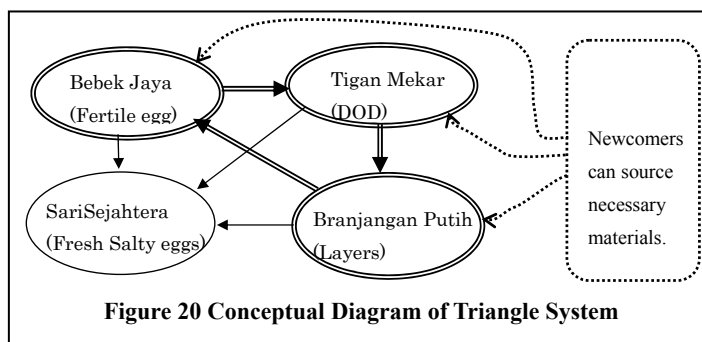 Bebek Jaya
(Fertile egg)
Tigan Mekar
(DOD)
Newcomers
can source
necessary
materials.
SariSejahtera
(Fresh Salty eggs)
Branjangan Putih
(Layers)
Figure 20 Conceptual Diagram of Triangle System